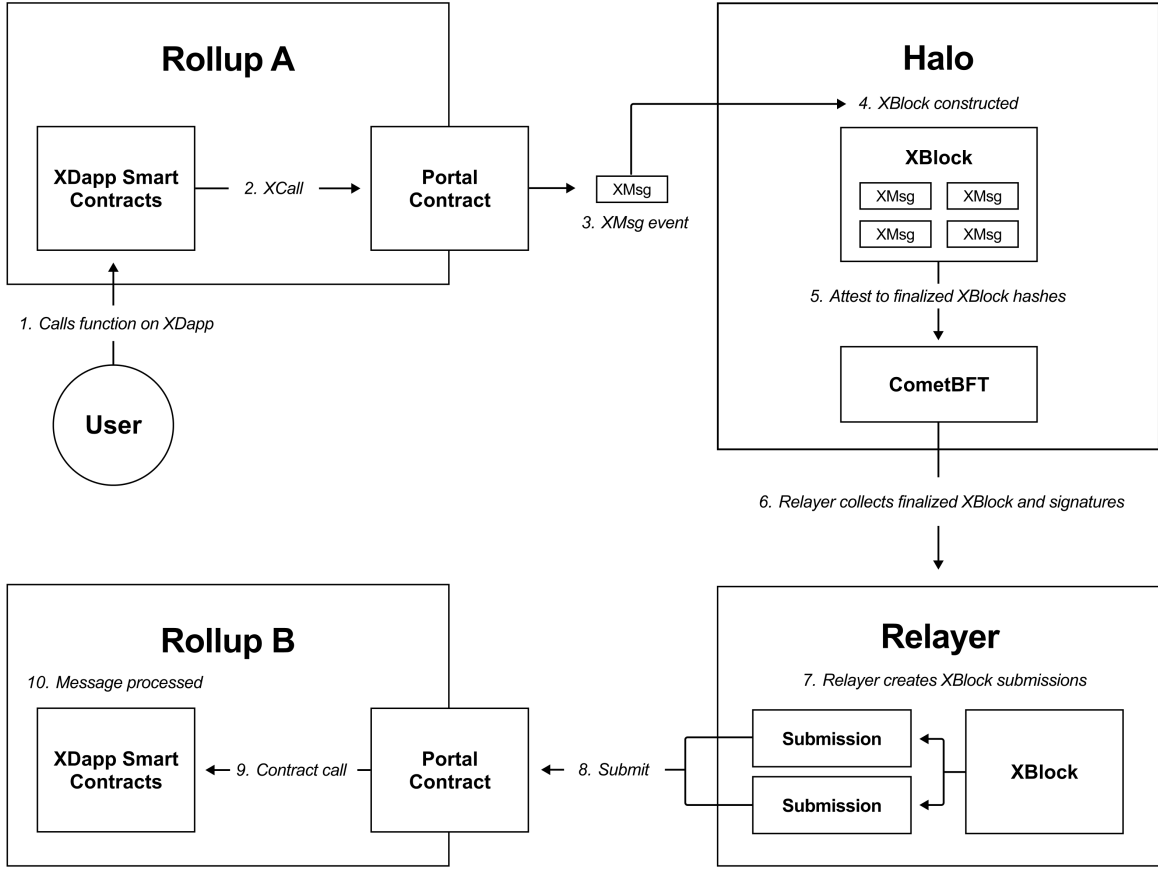 Rollup A
XDapp Smart
Contracts
2. XCall
Portal
Contract
XMsg
3. XMsg event
1. Calls function on XDapp
User
Halo
4. XBlock constructed
XBlock
XMsg
XMsg
XMsg
XMsg
5. Attest to finalized XBlock hashes
CometBFT
6. Relayer collects finalized XBlock and signatures
Relayer
7. Relayer creates XBlock submissions
XBlock
Submission
Submission
8. Submit
Rollup B
Portal
Contract
9. Contract call
10. Message processed
XDapp Smart
Contracts